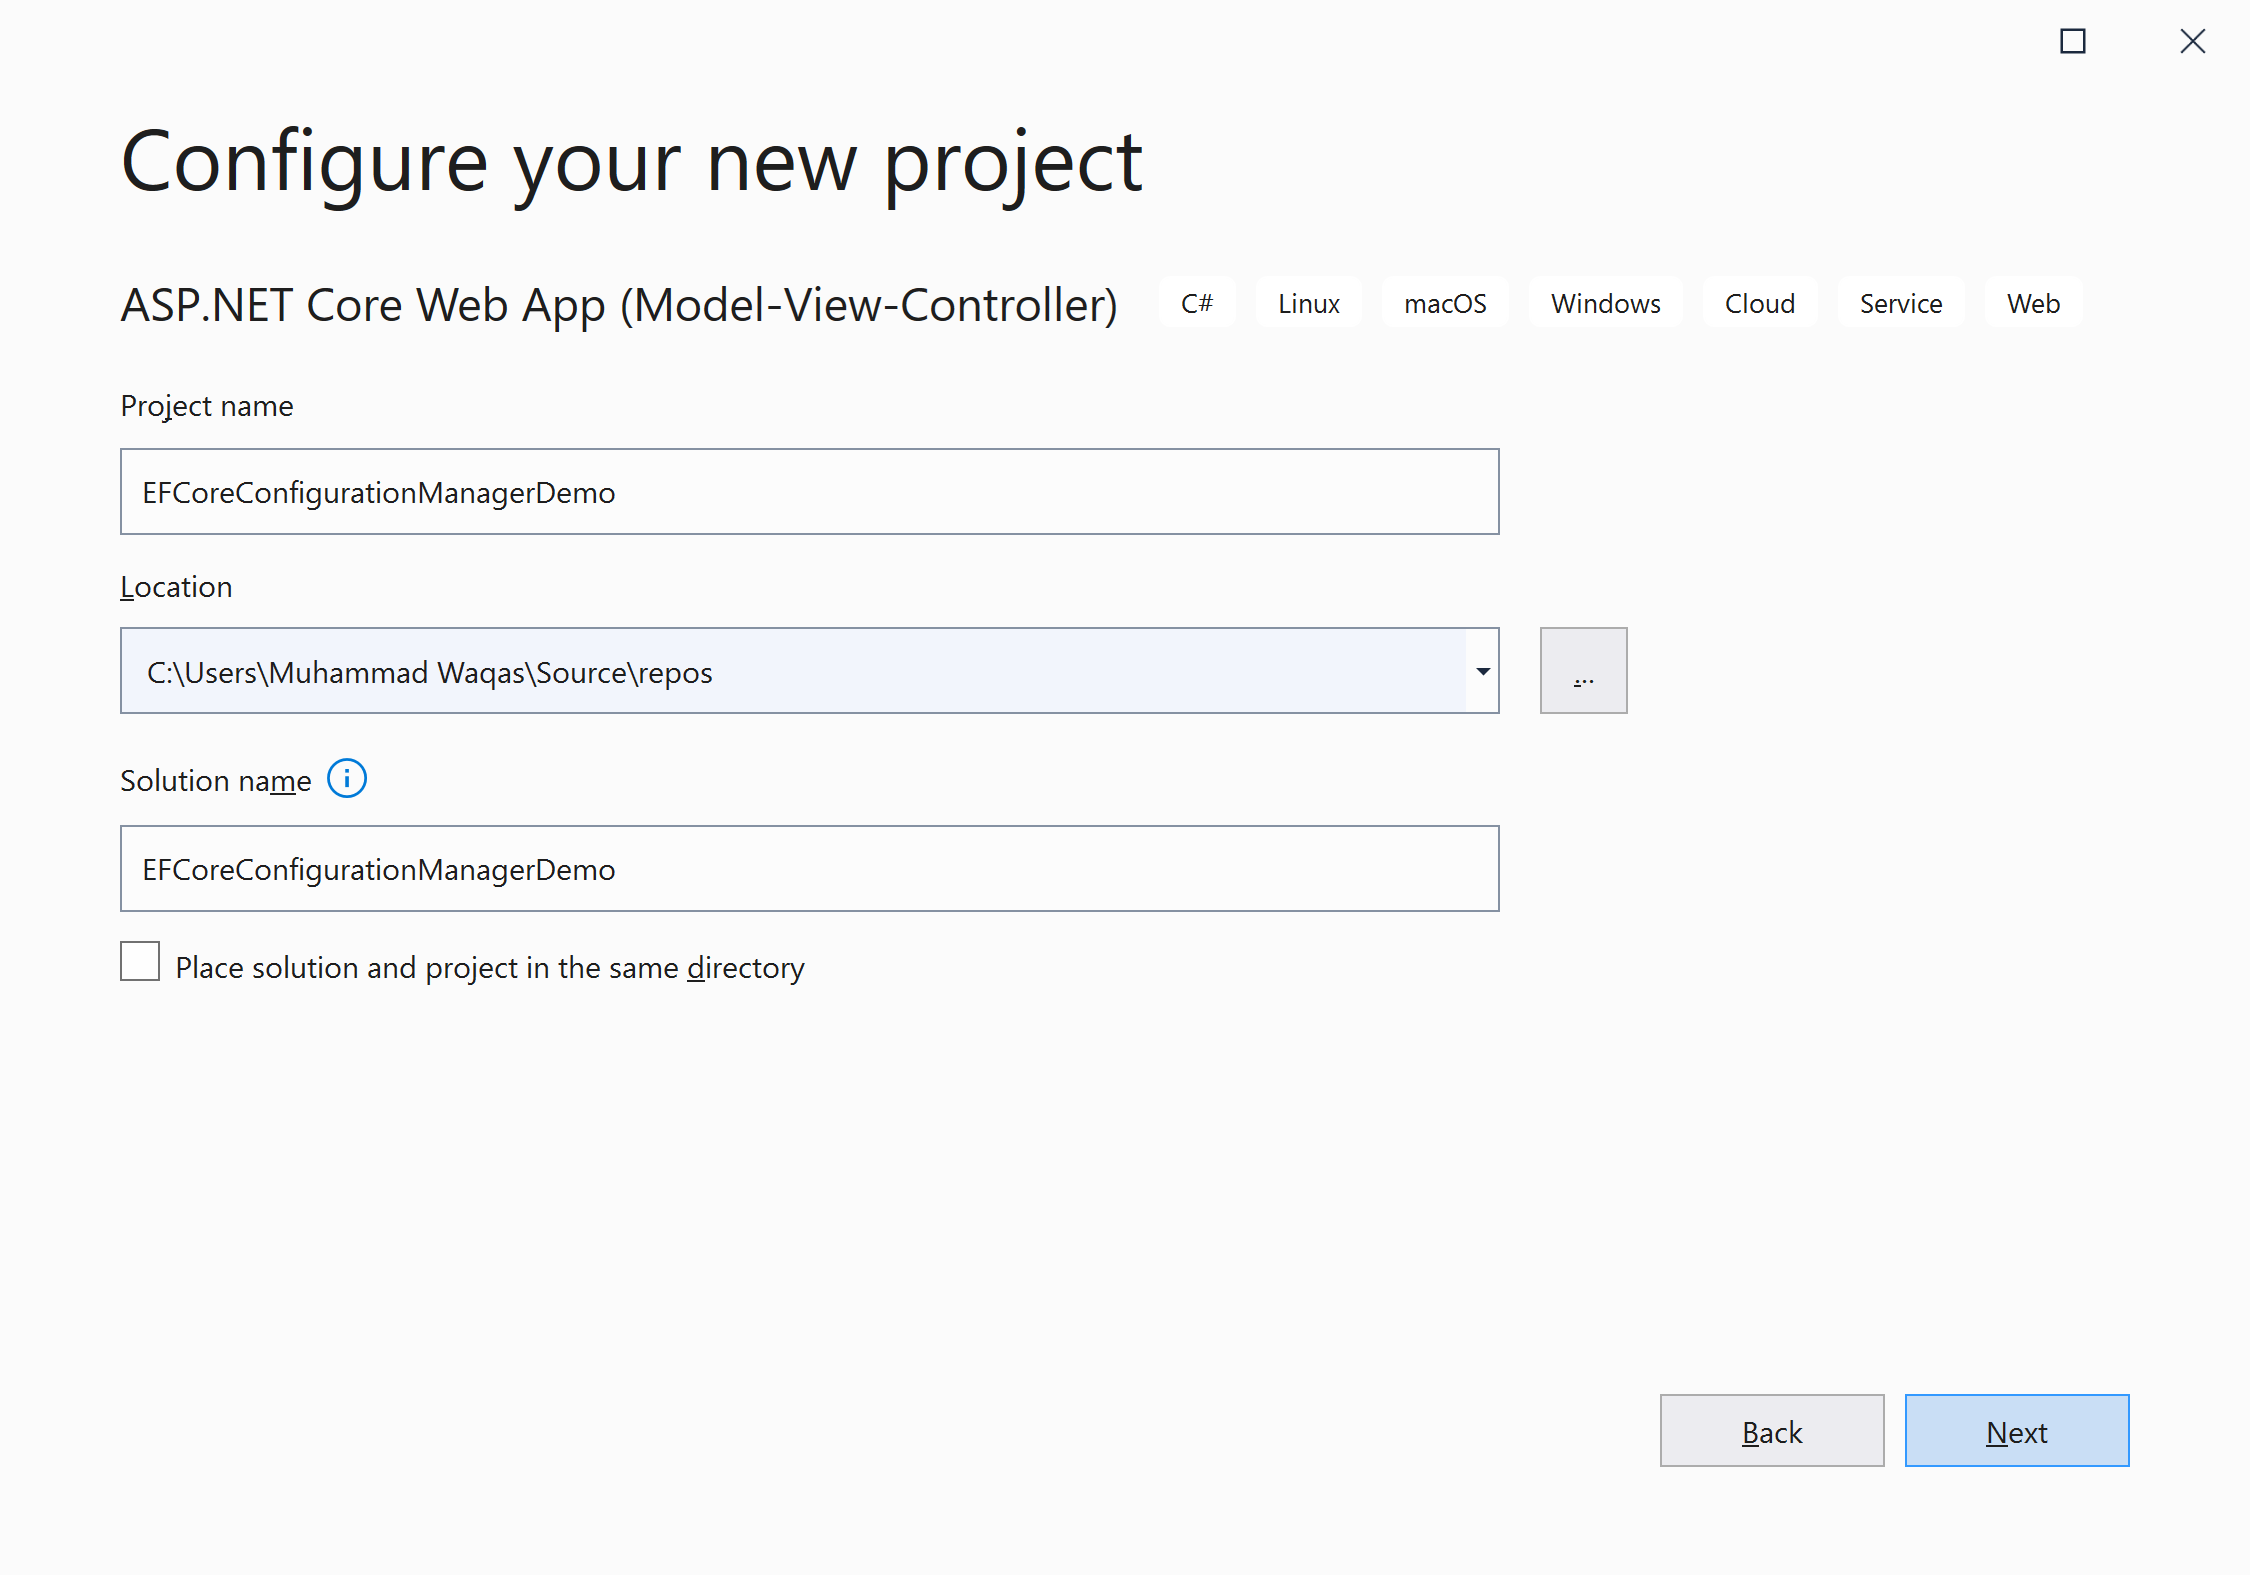 Configure your new project
ASP.NET Core Web App (Model-View-Controller) C# Linux macOS Windows Cloud Service Web
Project name
EFCoreConfigurationManagerDemo
Location
C:\Users\Muhammad Waqas\Source\repos
...
Solution name
EFCoreConfigurationManagerDemo
Place solution and project in the same directory
Back Next